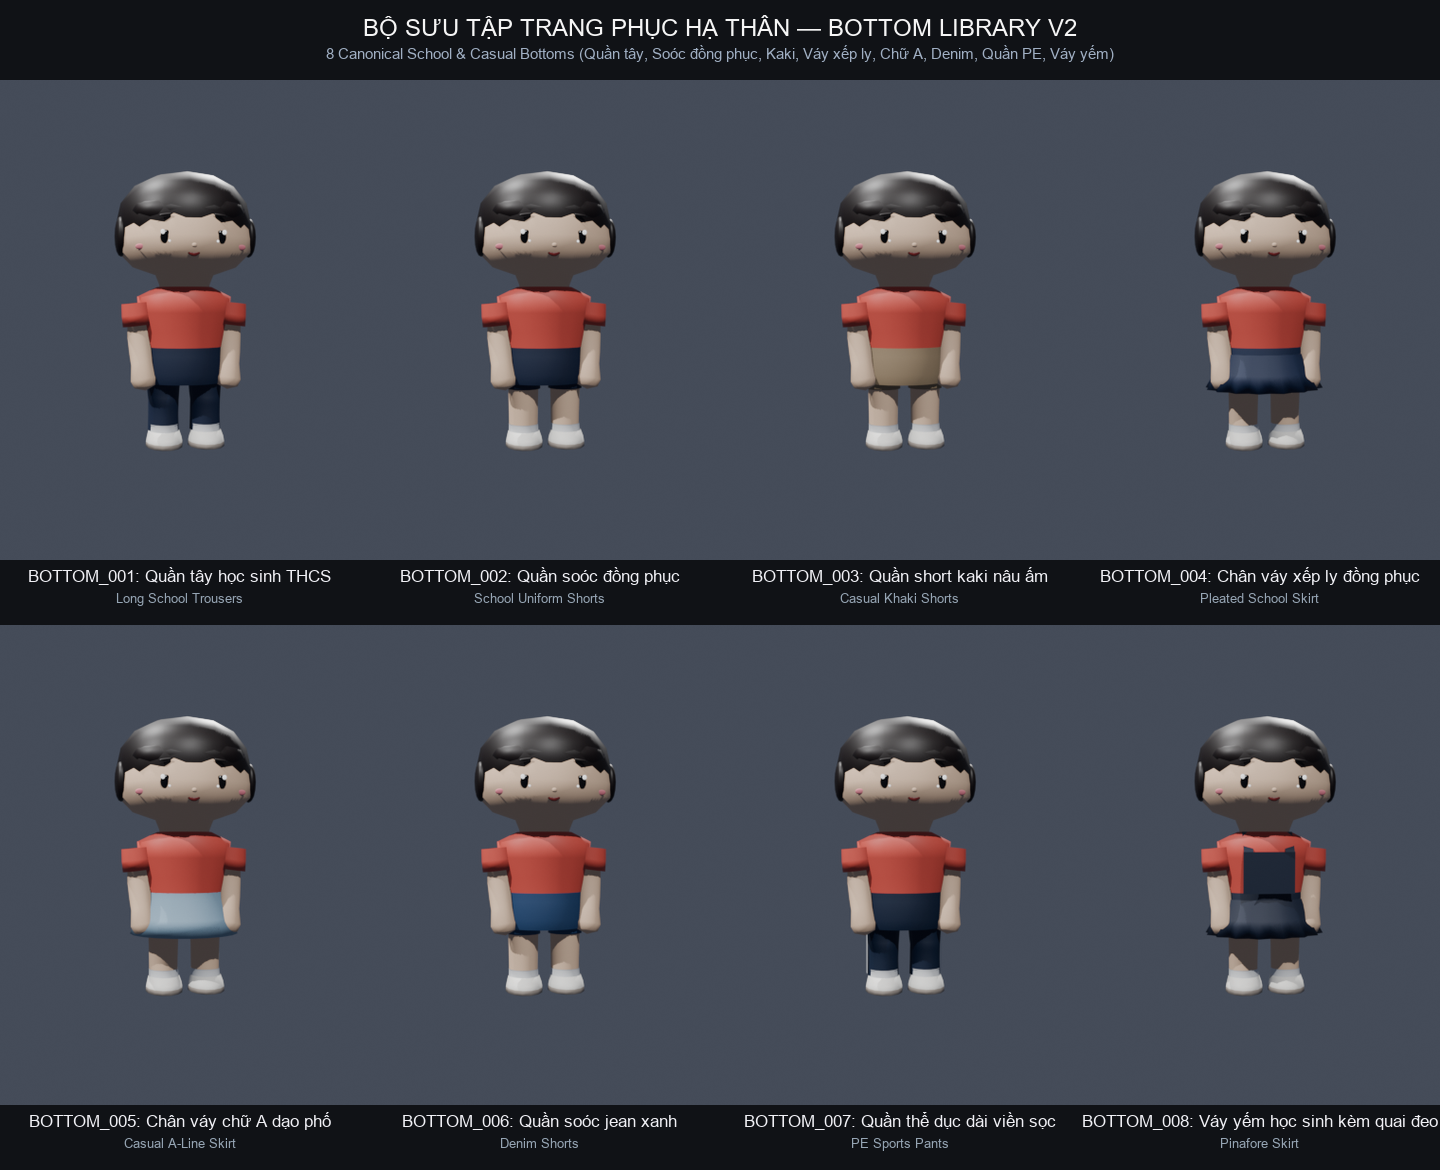 BỘ SƯU TẬP TRANG PHỤC HẠ THÂN — BOTTOM LIBRARY V2
8 Canonical School & Casual Bottoms (Quần tây, Soóc đồng phục, Kaki, Váy xếp ly, Chữ A, Denim, Quần PE, Váy yếm)
BOTTOM_001: Quần tây học sinh THCS
Long School Trousers
BOTTOM_002: Quần soóc đồng phục
School Uniform Shorts
BOTTOM_003: Quần short kaki nâu ấm
Casual Khaki Shorts
BOTTOM_004: Chân váy xếp ly đồng phục
Pleated School Skirt
BOTTOM_005: Chân váy chữ A dạo phố
Casual A-Line Skirt
BOTTOM_006: Quần soóc jean xanh
Denim Shorts
BOTTOM_007: Quần thể dục dài viền sọc
PE Sports Pants
BOTTOM_008: Váy yếm học sinh kèm quai đeo
Pinafore Skirt